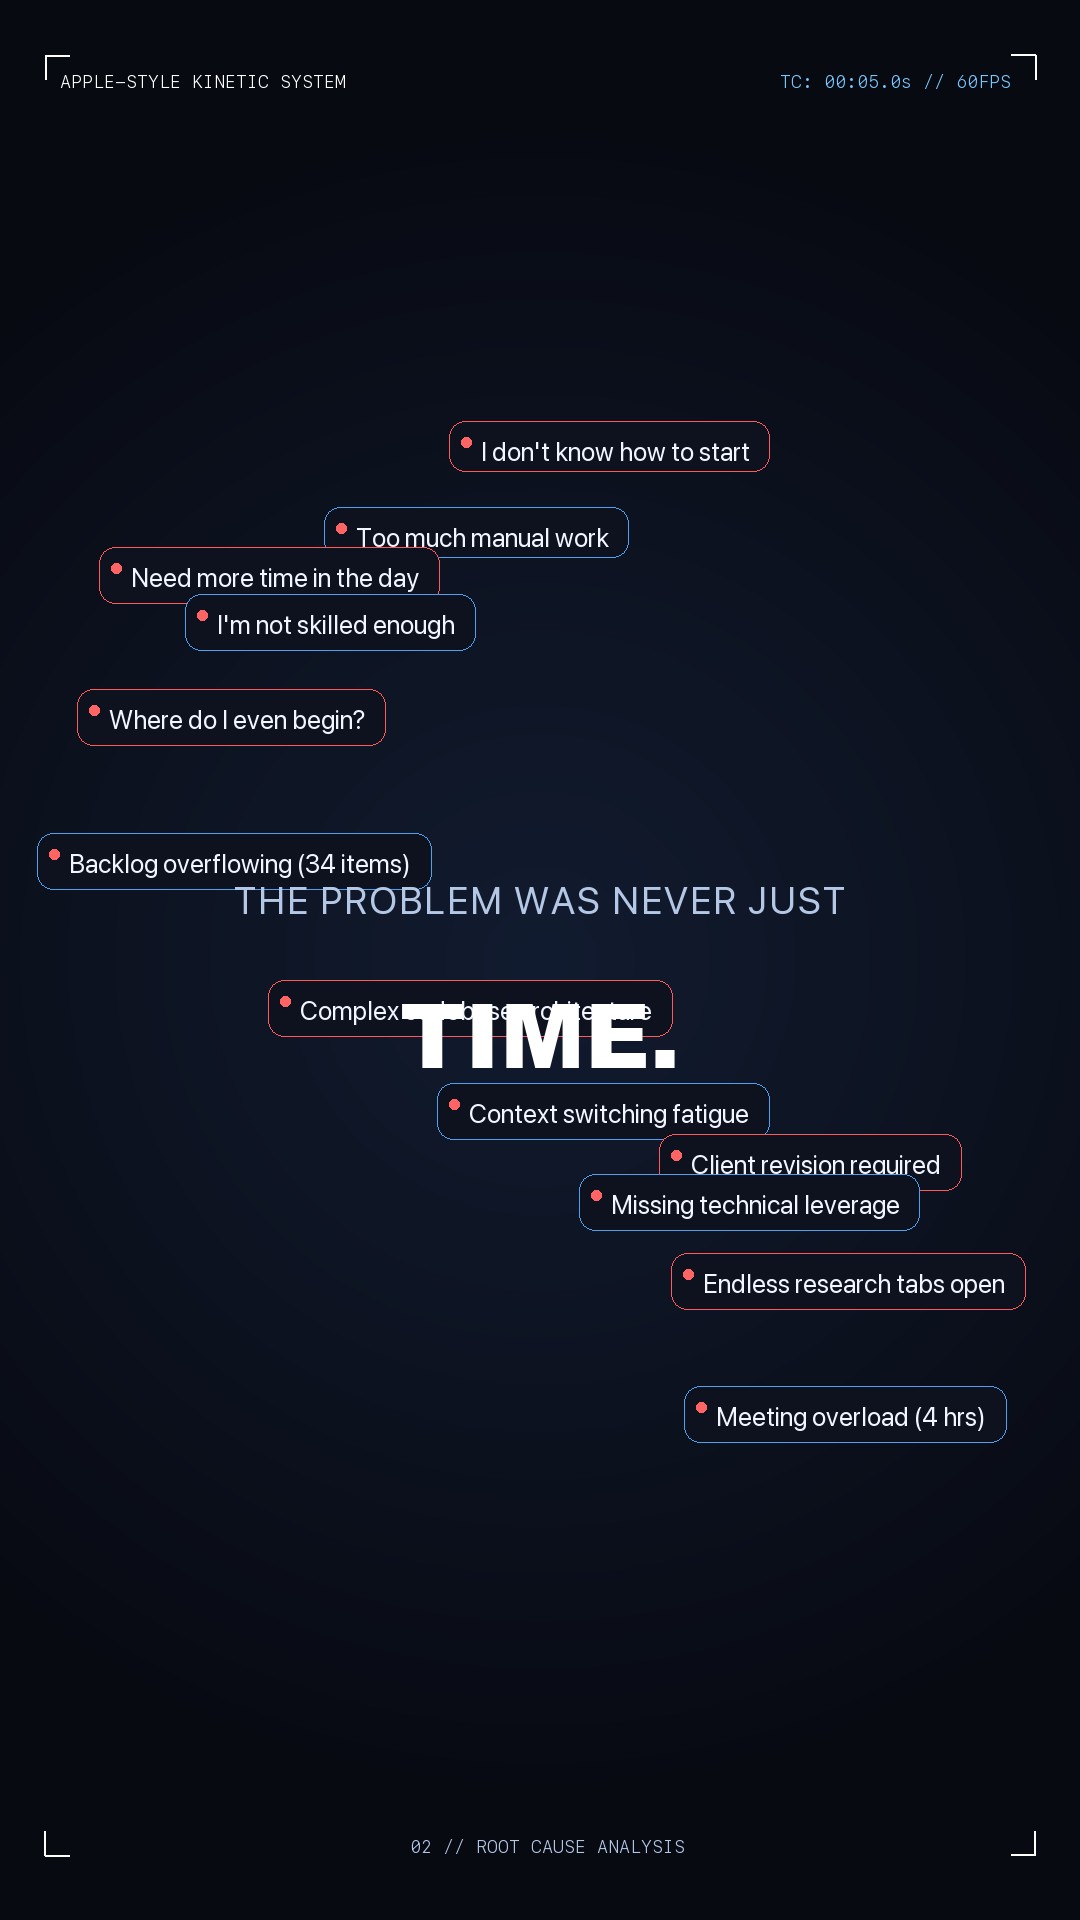 APPLE-STYLE KINETIC SYSTEM
TC: 00:05.0s // 60FPS
I don't know how to start
Too much manual work
Need more time in the day
I'm not skilled enough
Where do I even begin?
Backlog overflowing (34 items)
THE PROBLEM WAS NEVER JUST
Complex
TIME.
Context switching fatigue
Client revision required
Missing technical leverage
Endless research tabs open
Meeting overload (4 hrs)
02 // ROOT CAUSE ANALYSIS